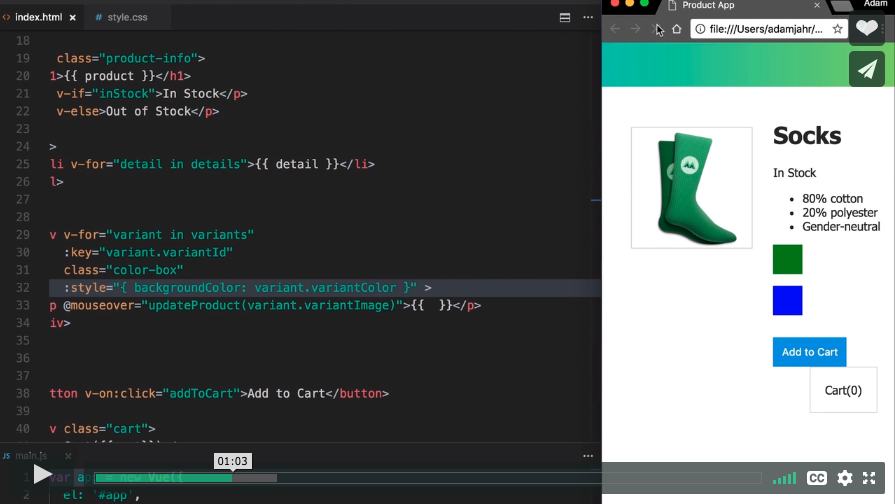 index.html
style.css
18
19 class="product-info">
20 1>{{ product }}</h1>
21 v-if="inStock">In Stock</p>
22 v-else>Out of Stock</p>
23
24 >
25 li v-for="detail in details">{{ detail }}</li>
26 l>
27
28
29 v v-for="variant in variants"
30 :key="variant.variantId"
31 class="color-box"
32 :style="{ backgroundColor: variant.variantColor }" >
33 p @mouseover="updateProduct(variant.variantImage)">{{  }}</p>
34 iv>
35
36
37
38 tton v-on:click="addToCart">Add to Cart</button>
39
40 v class="cart">
main.js
01:03
1 var app = new Vue({
2 el: '#app',
Product App
Adam
file:///Users/adamjahr/...
Socks
In Stock
80% cotton
20% polyester
Gender-neutral
Add to Cart
Cart(0)
CC